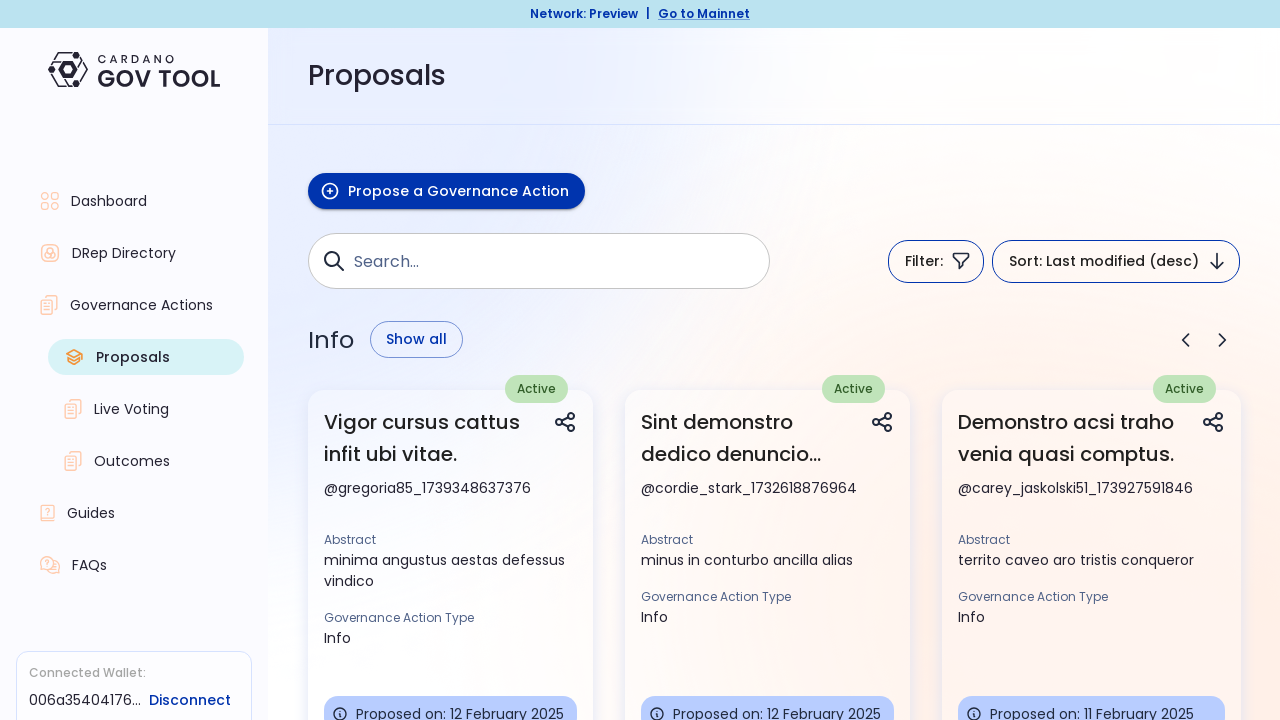 Network: Preview | Go to Mainnet
CARDANO
GOV TOOL
Proposals
Dashboard
DRep Directory
Governance Actions
Proposals
Live Voting
Outcomes
Guides
FAQs
Connected Wallet:
006a35404176... Disconnect
Propose a Governance Action
Search...
Filter:
Sort: Last modified (desc)
Info
Show all
Active
Vigor cursus cattus
infit ubi vitae.
@gregoria85_1739348637376
Abstract
minima angustus aestas defessus
vindico
Governance Action Type
Info
Proposed on: 12 February 2025
Active
Sint demonstro
dedico denuncio...
@cordie_stark_1732618876964
Abstract
minus in conturbo ancilla alias
Governance Action Type
Info
Proposed on: 12 February 2025
Active
Demonstro acsi traho
venia quasi comptus.
@carey_jaskolski51_173927591846
Abstract
territo caveo aro tristis conqueror
Governance Action Type
Info
Proposed on: 11 February 2025